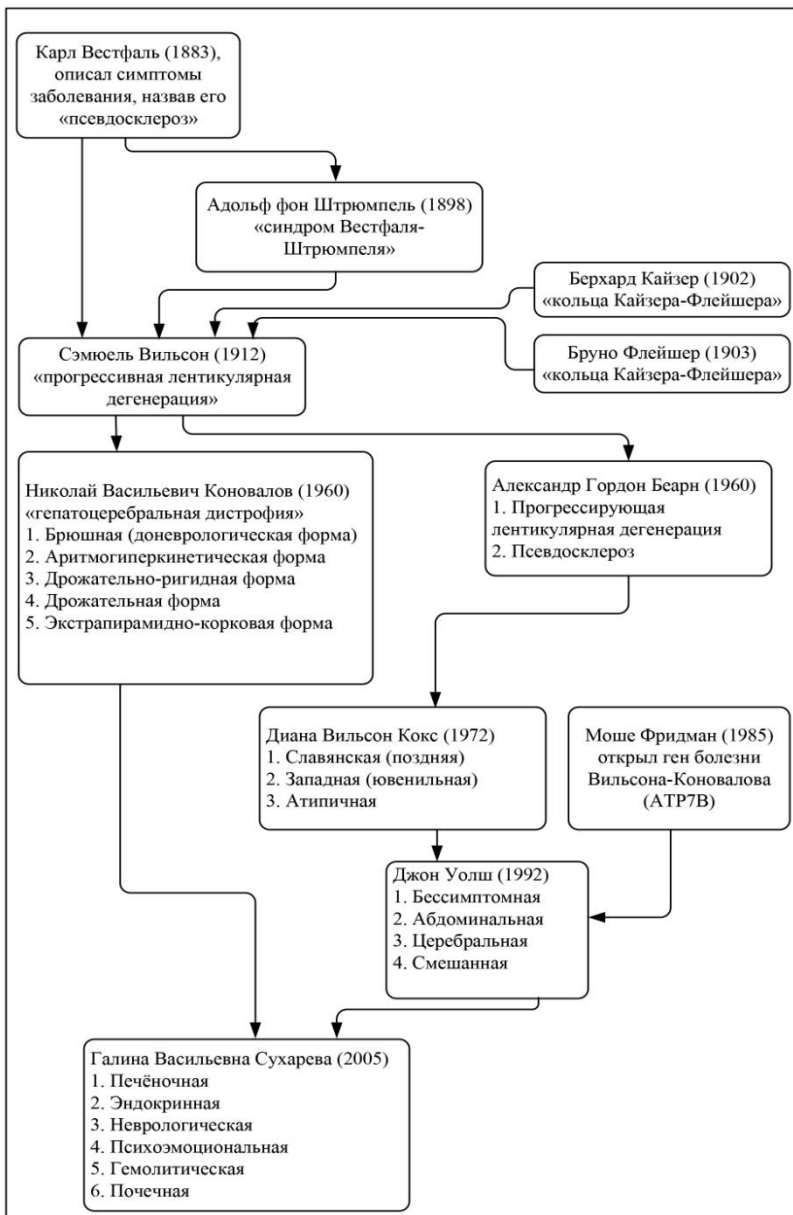 Карл Вестфаль (1883),
описал симптомы
заболевания, назвав его
«псевдосклероз»
Адольф фон Штрюмпель (1898)
«синдром Вестфаля-
Штрюмпеля»
Берхард Кайзер (1902)
«кольца Кайзера-Флейшера»
Бруно Флейшер (1903)
«кольца Кайзера-Флейшера»
Сэмюель Вильсон (1912)
«прогрессивная лентикулярная
дегенерация»
Николай Васильевич Коновалов (1960)
«гепатоцеребральная дистрофия»
1. Брюшная (доневрологическая форма)
2. Аритмогиперкинетическая форма
3. Дрожательно-ригидная форма
4. Дрожательная форма
5. Экстрапирамидно-корковая форма
Александр Гордон Беарн (1960)
1. Прогрессирующая
лентикулярная дегенерация
2. Псевдосклероз
Диана Вильсон Кокс (1972)
1. Славянская (поздняя)
2. Западная (ювенильная)
3. Атипичная
Моше Фридман (1985)
открыл ген болезни
Вильсона-Коновалова
(ATP7B)
Джон Уолш (1992)
1. Бессимптомная
2. Абдоминальная
3. Церебральная
4. Смешанная
Галина Васильевна Сухарева (2005)
1. Печёночная
2. Эндокринная
3. Неврологическая
4. Психоэмоциональная
5. Гемолитическая
6. Почечная